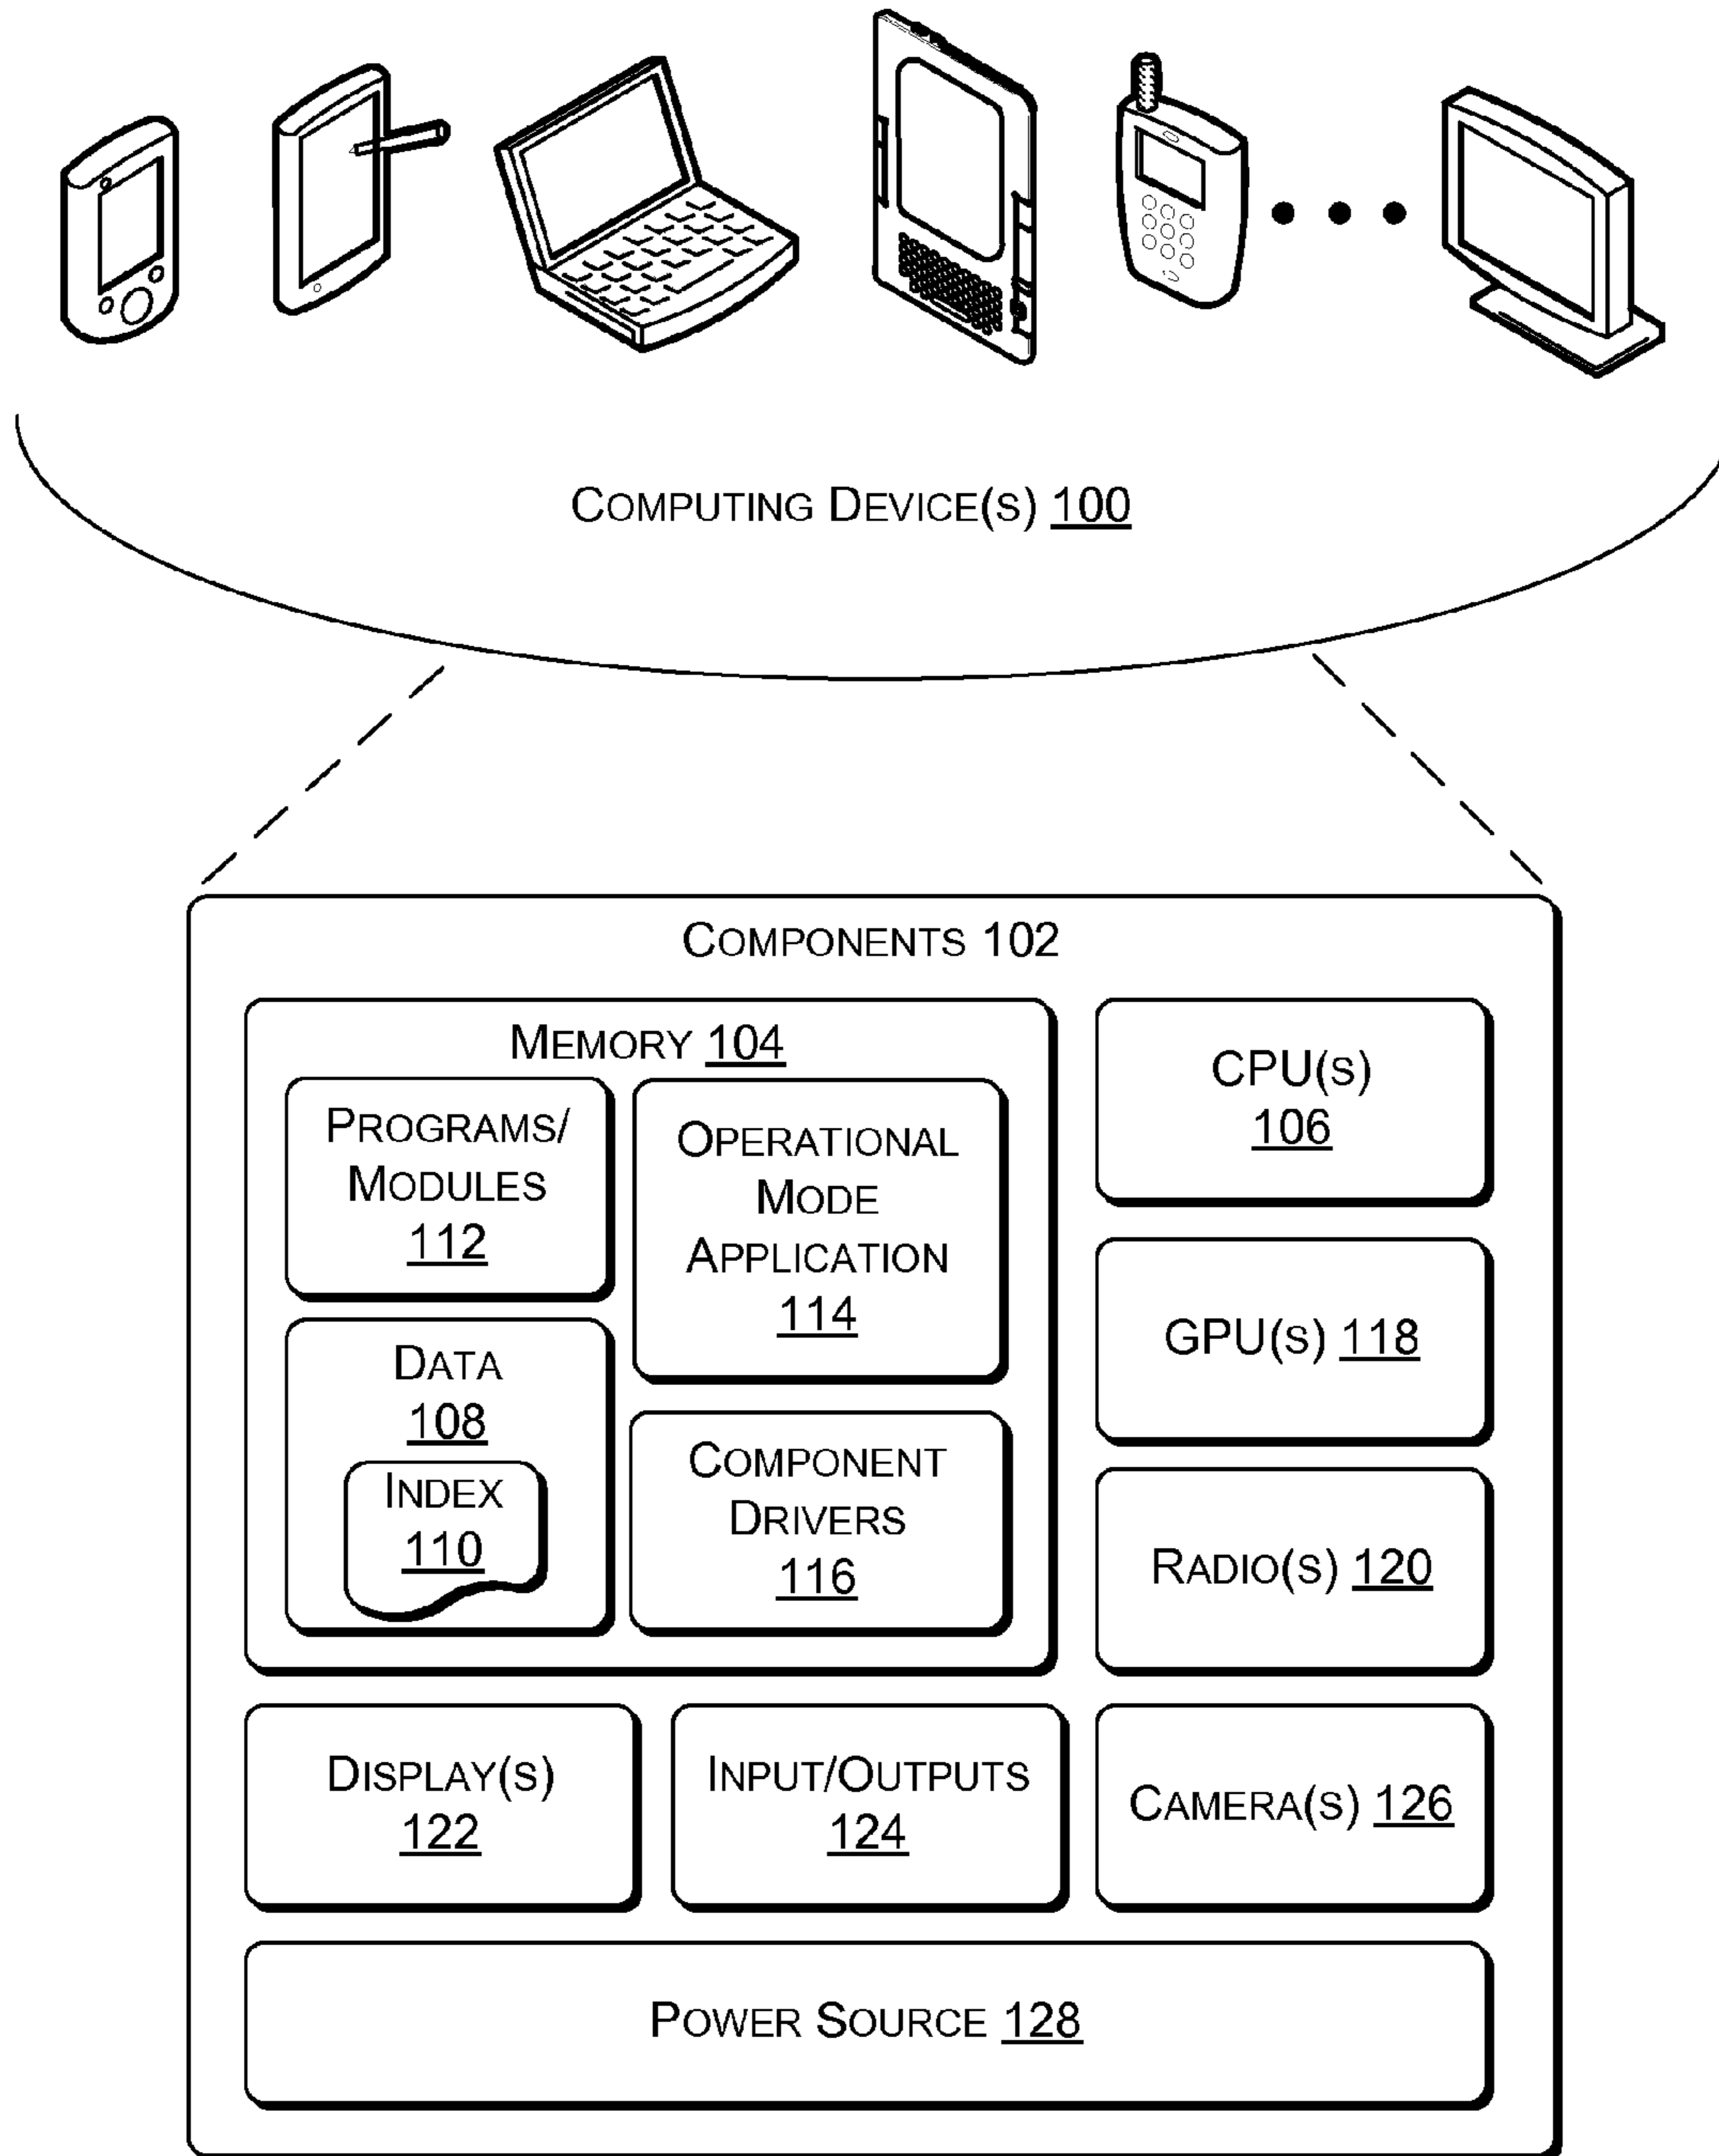 COMPUTING DEVICE(S) 100
COMPONENTS 102
MEMORY 104
PROGRAMS/
MODULES
112
OPERATIONAL
MODE
APPLICATION
114
DATA
108
INDEX
110
COMPONENT
DRIVERS
116
CPU(S)
106
GPU(S) 118
RADIO(S) 120
DISPLAY(S)
122
INPUT/OUTPUTS
124
CAMERA(S) 126
POWER SOURCE 128